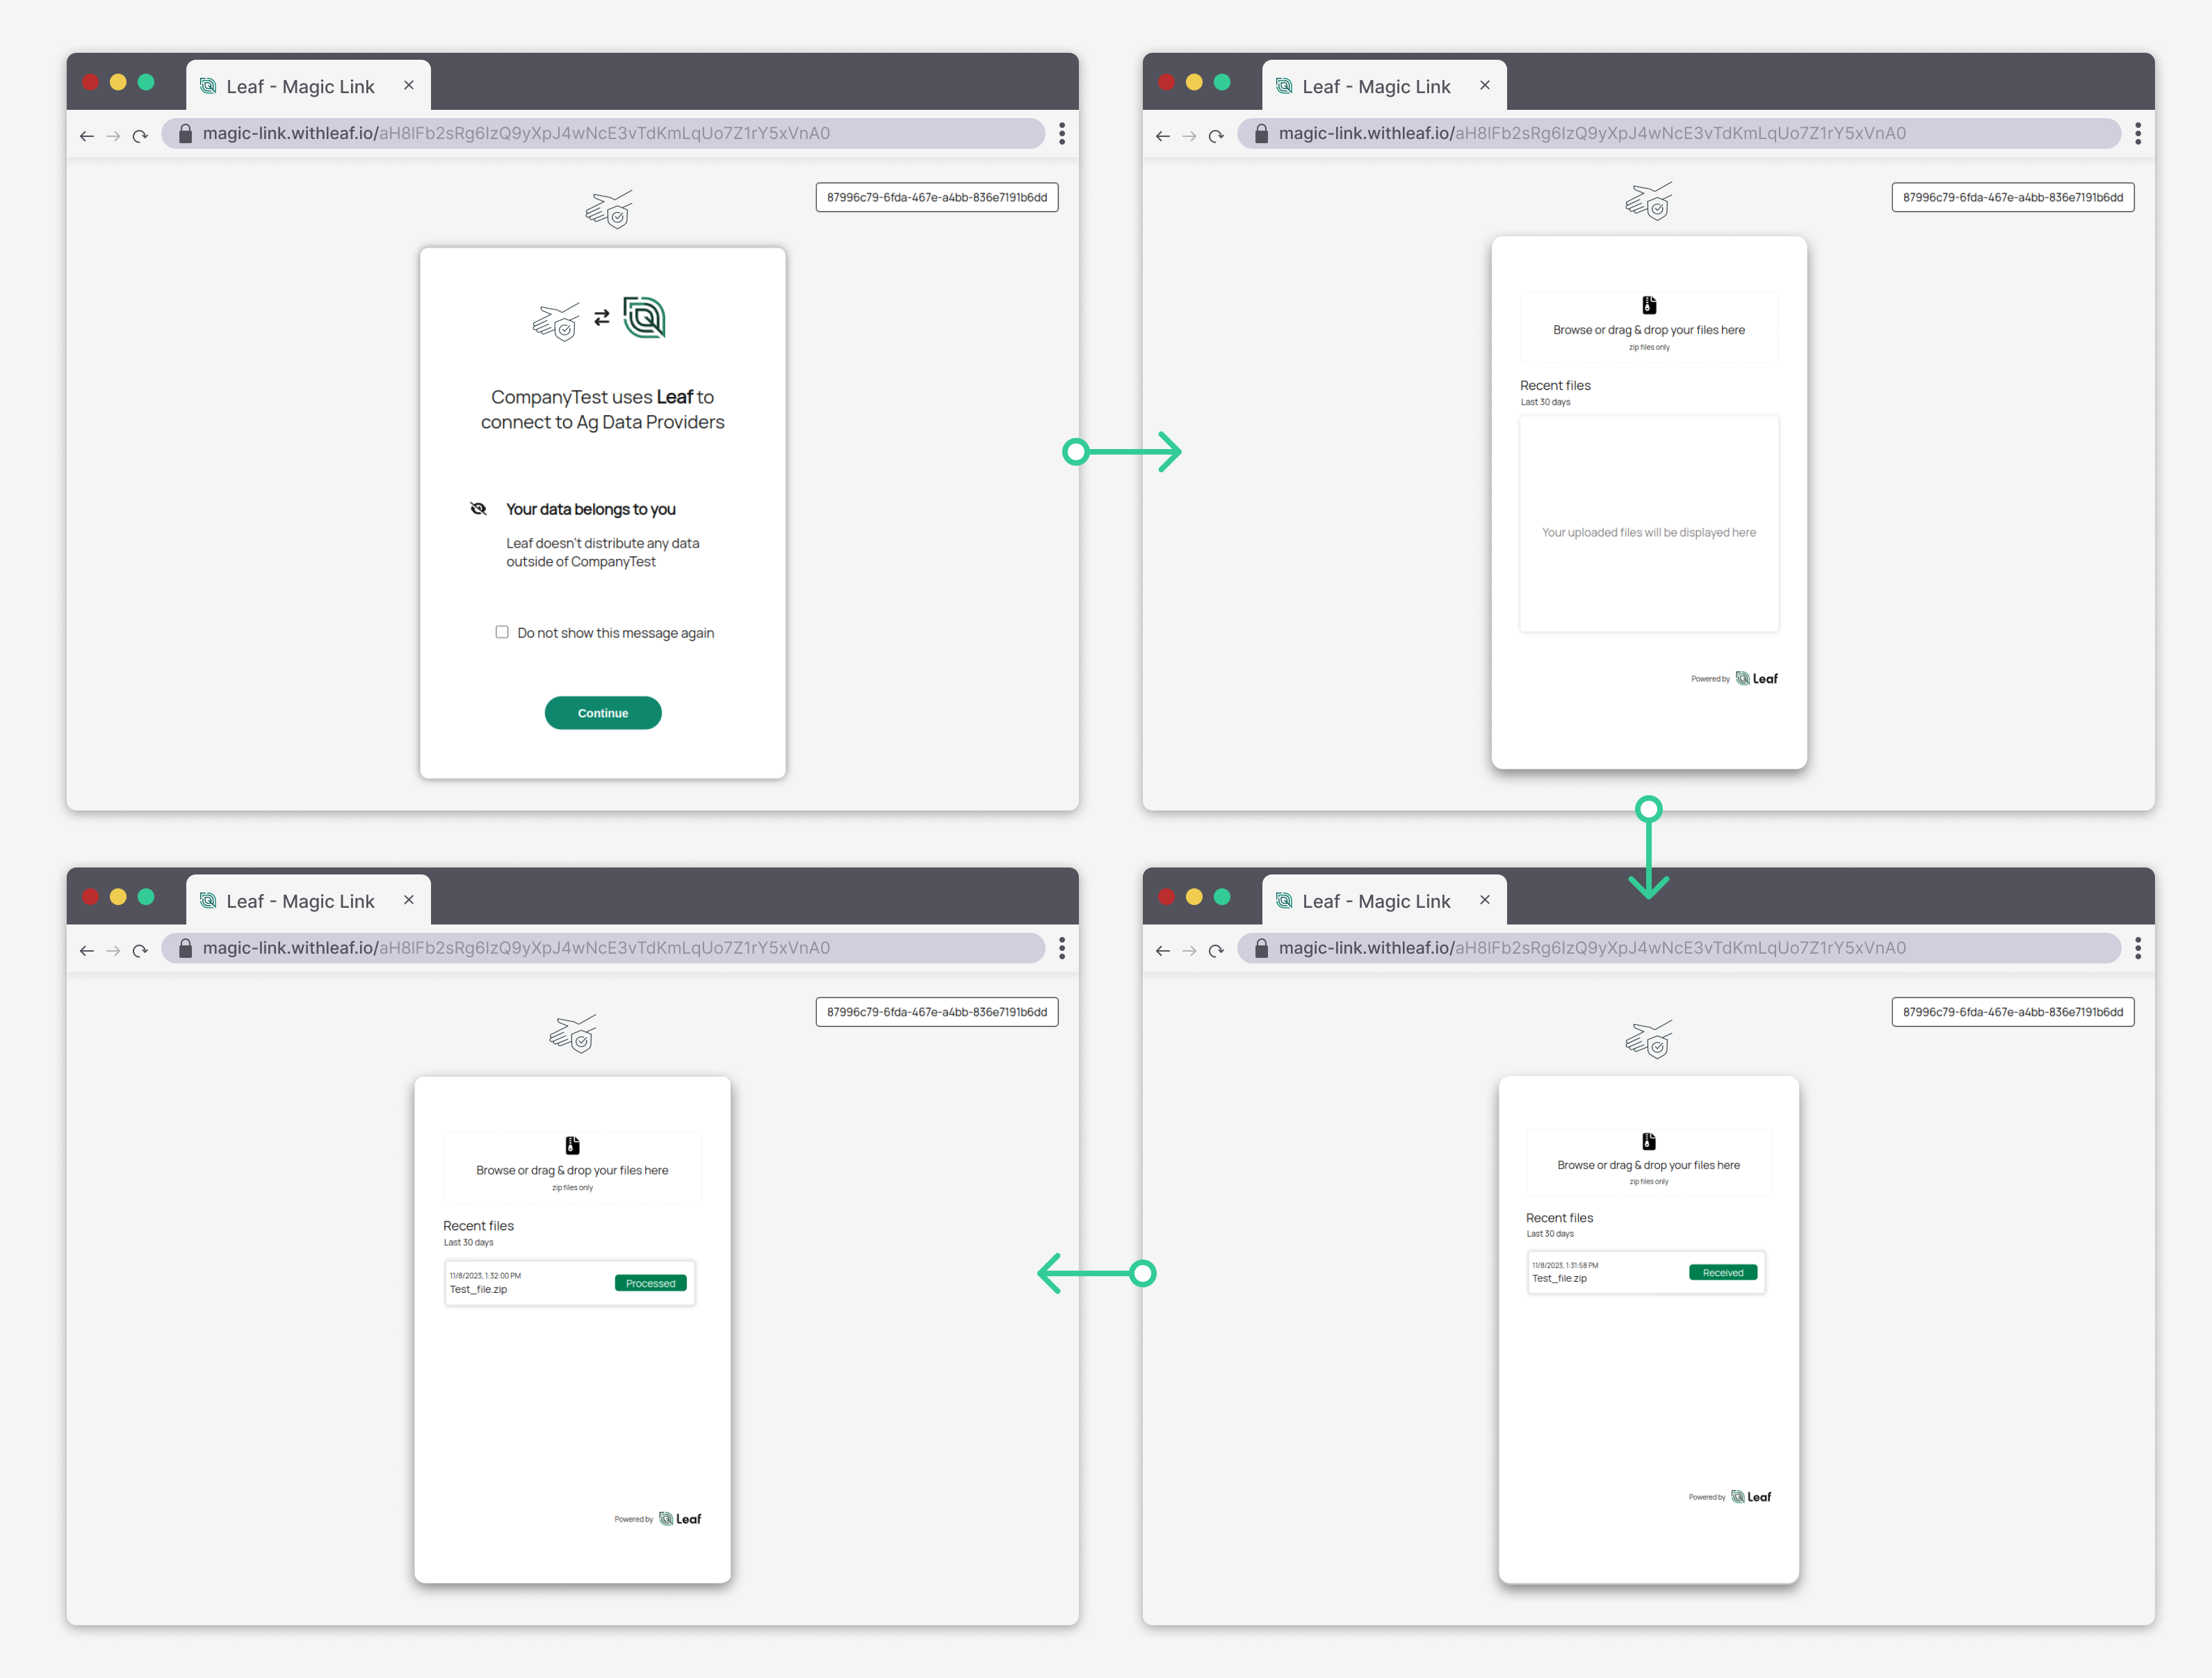 Leaf - Magic Link
magic-link.withleaf.io/aH8lFb2sRg6IzQ9yXpJ4wNcE3vTdKmLqUo7Z1rY5xVnA0
87996c79-6fda-467e-a4bb-836e7191b6dd
CompanyTest uses Leaf to
connect to Ag Data Providers
Your data belongs to you
Leaf doesn't distribute any data
outside of CompanyTest
Do not show this message again
Continue
Leaf - Magic Link
magic-link.withleaf.io/aH8lFb2sRg6IzQ9yXpJ4wNcE3vTdKmLqUo7Z1rY5xVnA0
87996c79-6fda-467e-a4bb-836e7191b6dd
Browse or drag & drop your files here
zip files only
Recent files
Last 30 days
Your uploaded files will be displayed here
Powered by Leaf
Leaf - Magic Link
magic-link.withleaf.io/aH8lFb2sRg6IzQ9yXpJ4wNcE3vTdKmLqUo7Z1rY5xVnA0
87996c79-6fda-467e-a4bb-836e7191b6dd
Browse or drag & drop your files here
zip files only
Recent files
Last 30 days
11/8/2023, 1:32:00 PM
Test_file.zip
Processed
Powered by Leaf
Leaf - Magic Link
magic-link.withleaf.io/aH8lFb2sRg6IzQ9yXpJ4wNcE3vTdKmLqUo7Z1rY5xVnA0
87996c79-6fda-467e-a4bb-836e7191b6dd
Browse or drag & drop your files here
zip files only
Recent files
Last 30 days
11/8/2023, 1:31:58 PM
Test_file.zip
Received
Powered by Leaf